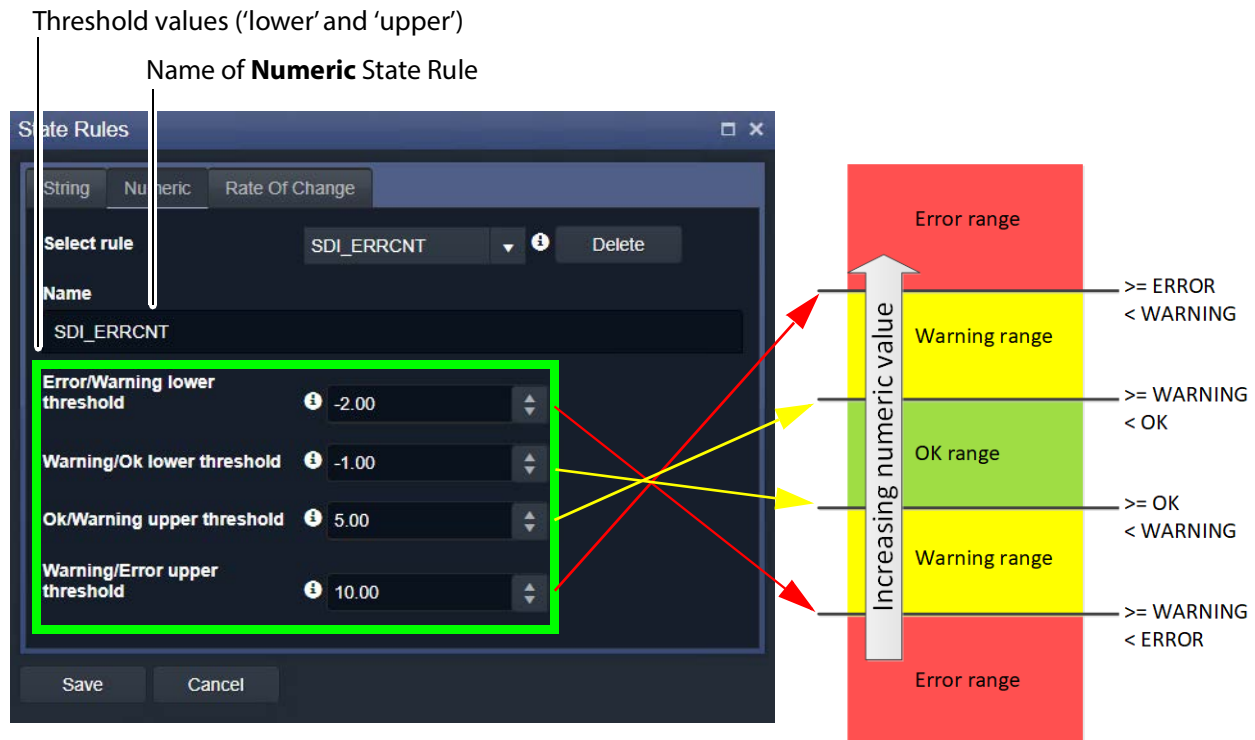 Threshold values (‘lower’ and ‘upper’)
Name of Numeric State Rule
State Rules
String
Numeric
Rate Of Change
Select rule
SDI_ERRCNT
Delete
Name
SDI_ERRCNT
Error/Warning lower
threshold
-2.00
Warning/Ok lower threshold
-1.00
Ok/Warning upper threshold
5.00
Warning/Error upper
threshold
10.00
Save
Cancel
Increasing numeric value
Error range
>= ERROR
< WARNING
Warning range
>= WARNING
< OK
OK range
>= OK
< WARNING
Warning range
>= WARNING
< ERROR
Error range